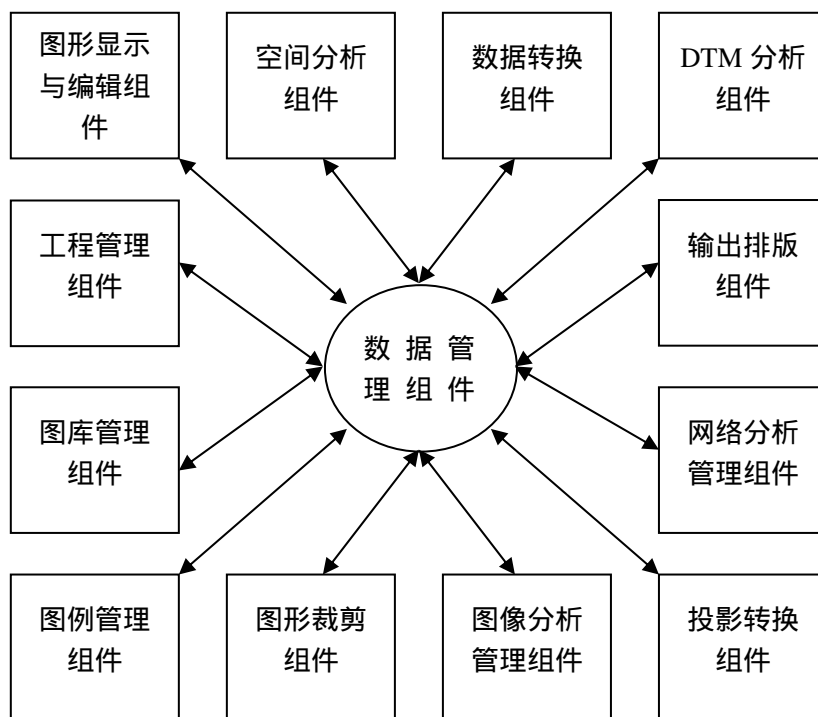 图形显示
与编辑组
件
空间分析
组件
数据转换
组件
DTM 分析
组件
工程管理
组件
输出排版
组件
数 据 管
理 组 件
图库管理
组件
网络分析
管理组件
图例管理
组件
图形裁剪
组件
图像分析
管理组件
投影转换
组件